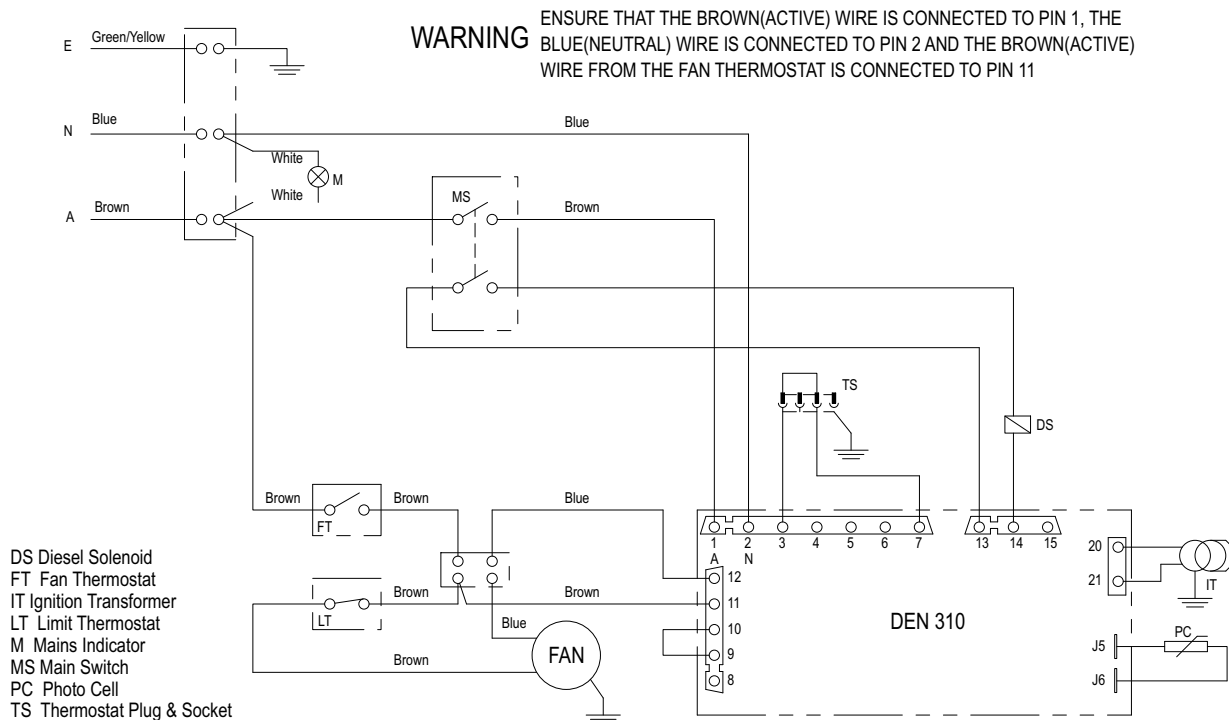 WARNING
ENSURE THAT THE BROWN(ACTIVE) WIRE IS CONNECTED TO PIN 1, THE
BLUE(NEUTRAL) WIRE IS CONNECTED TO PIN 2 AND THE BROWN(ACTIVE)
WIRE FROM THE FAN THERMOSTAT IS CONNECTED TO PIN 11
E Green/Yellow
N Blue
Blue
White
M
White
A Brown
MS
Brown
TS
DS
Brown
FT
Brown
Blue
1 2 3 4 5 6 7 13 14 15
A N
12
11
10
9
8
20
21
IT
DEN 310
LT
Brown
Brown
Blue
FAN
Brown
J5
J6
PC
DS Diesel Solenoid
FT Fan Thermostat
IT Ignition Transformer
LT Limit Thermostat
M Mains Indicator
MS Main Switch
PC Photo Cell
TS Thermostat Plug & Socket